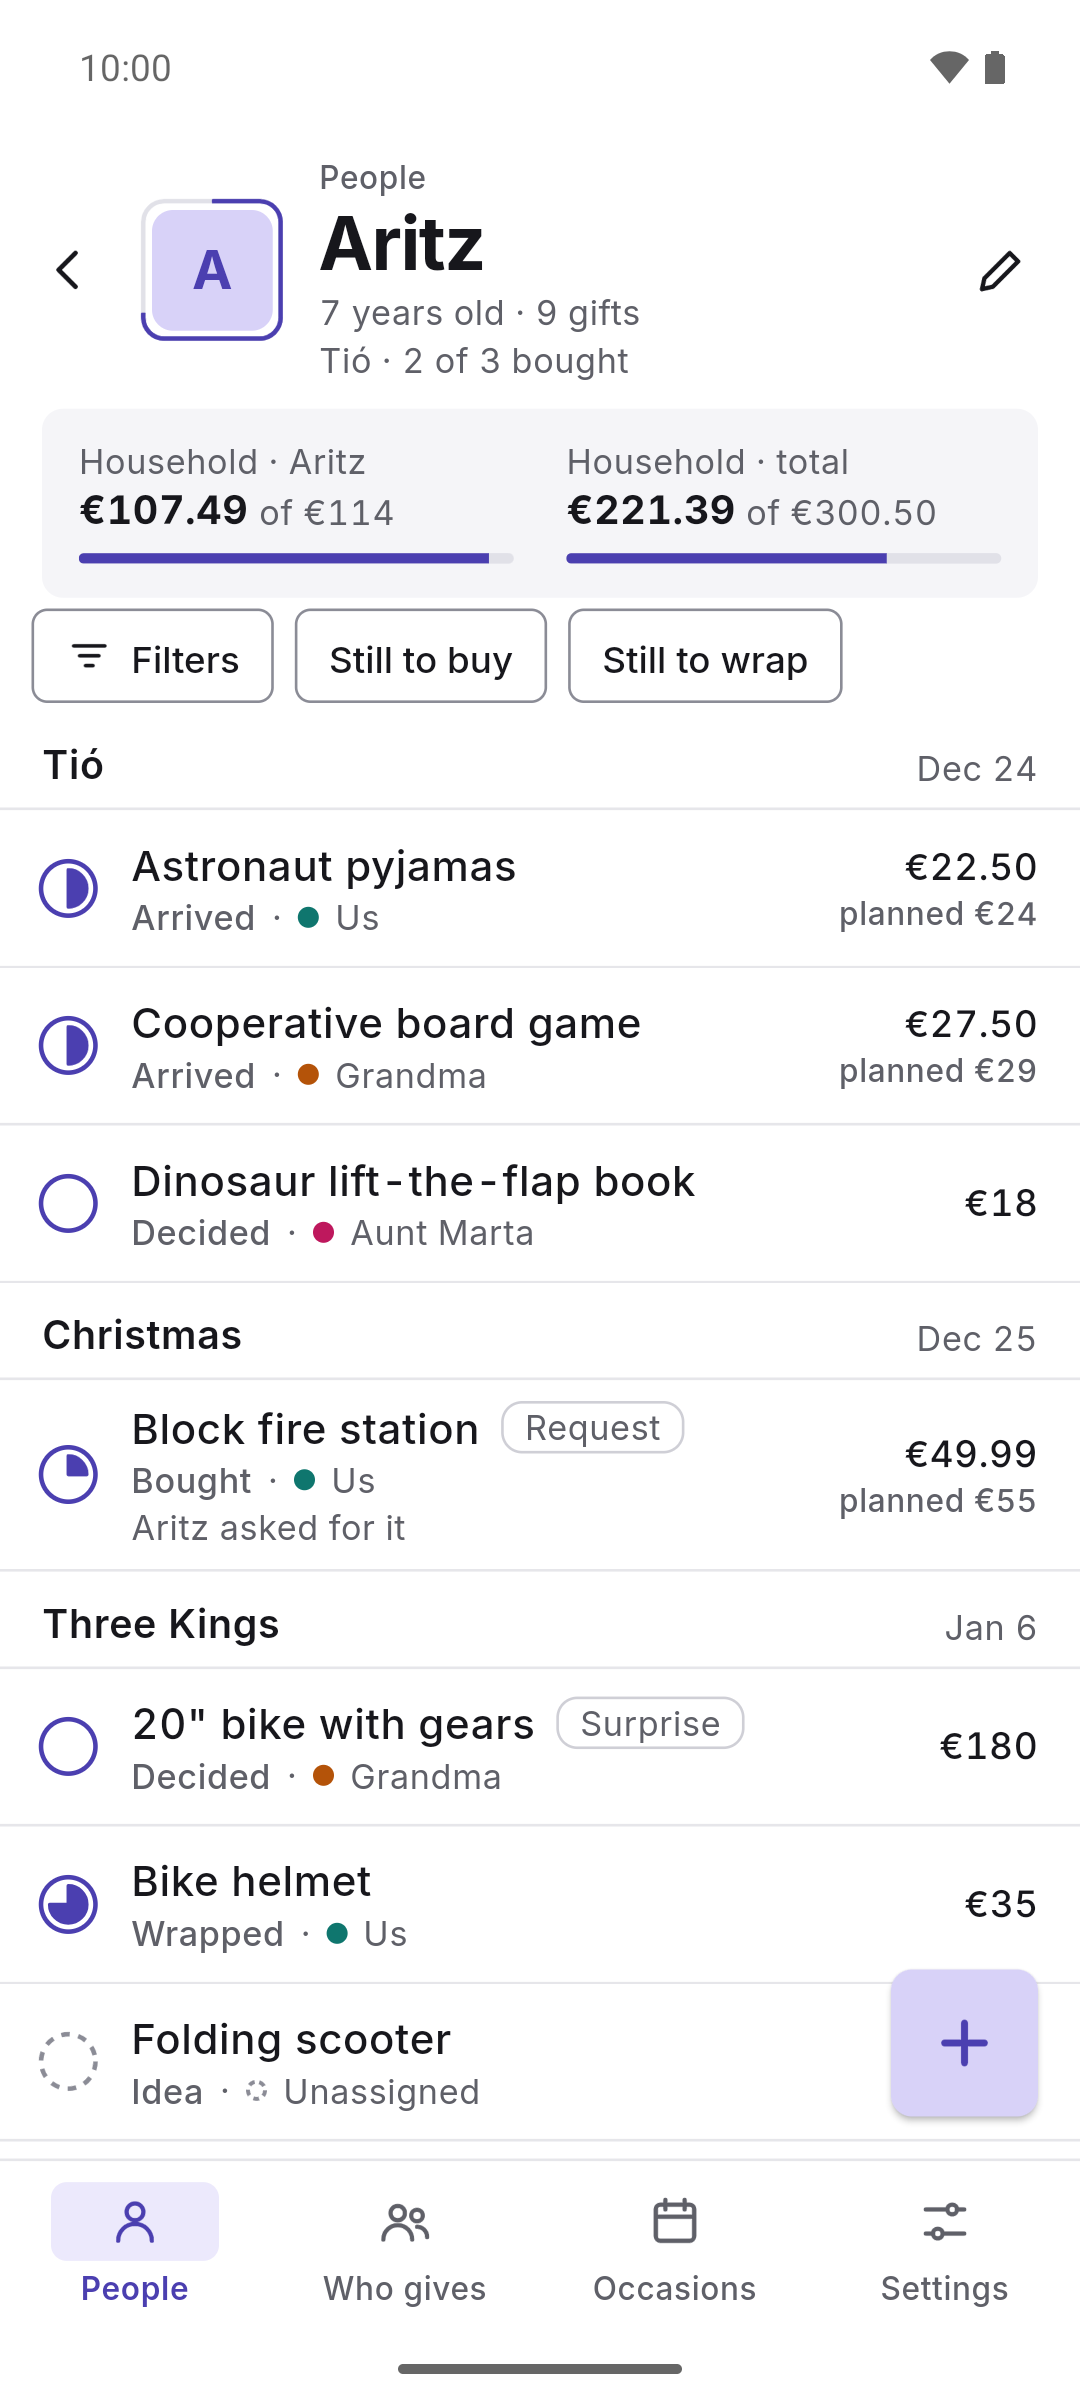 10:00
People
A
Aritz
7 years old · 9 gifts
Tió · 2 of 3 bought
Household · Aritz
€107.49 of €114
Household · total
€221.39 of €300.50
Filters
Still to buy
Still to wrap
Tió
Dec 24
Astronaut pyjamas
Arrived · Us
€22.50
planned €24
Cooperative board game
Arrived · Grandma
€27.50
planned €29
Dinosaur lift-the-flap book
Decided · Aunt Marta
€18
Christmas
Dec 25
Block fire station
Request
Bought · Us
Aritz asked for it
€49.99
planned €55
Three Kings
Jan 6
20" bike with gears
Surprise
Decided · Grandma
€180
Bike helmet
Wrapped · Us
€35
Folding scooter
Idea · Unassigned
People
Who gives
Occasions
Settings